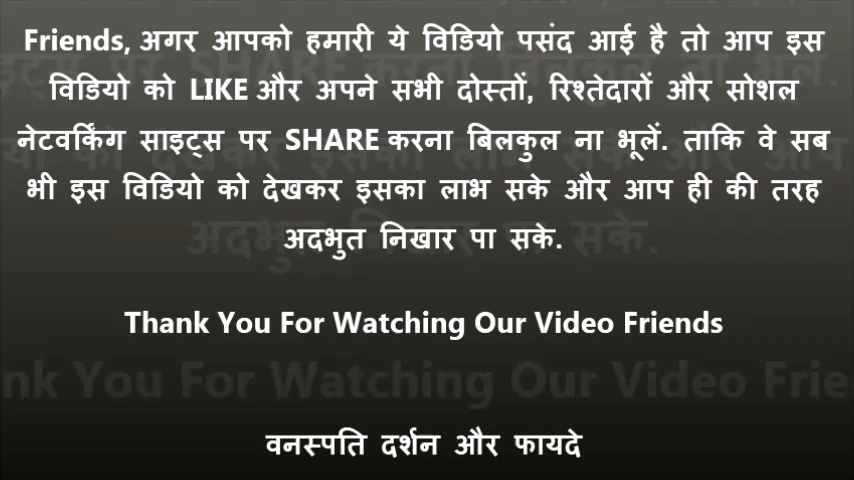 Friends, अगर आपको हमारी ये विडियो पसंद आई है तो आप इस
विडियो को LIKE और अपने सभी दोस्तों, रिश्तेदारों और सोशल
नेटवर्किंग साइट्स पर SHARE करना बिलकुल ना भूलें. ताकि वे सब
भी इस विडियो को देखकर इसका लाभ सके और आप ही की तरह
अदभुत निखार पा सके.
Thank You For Watching Our Video Friends
वनस्पति दर्शन और फायदे